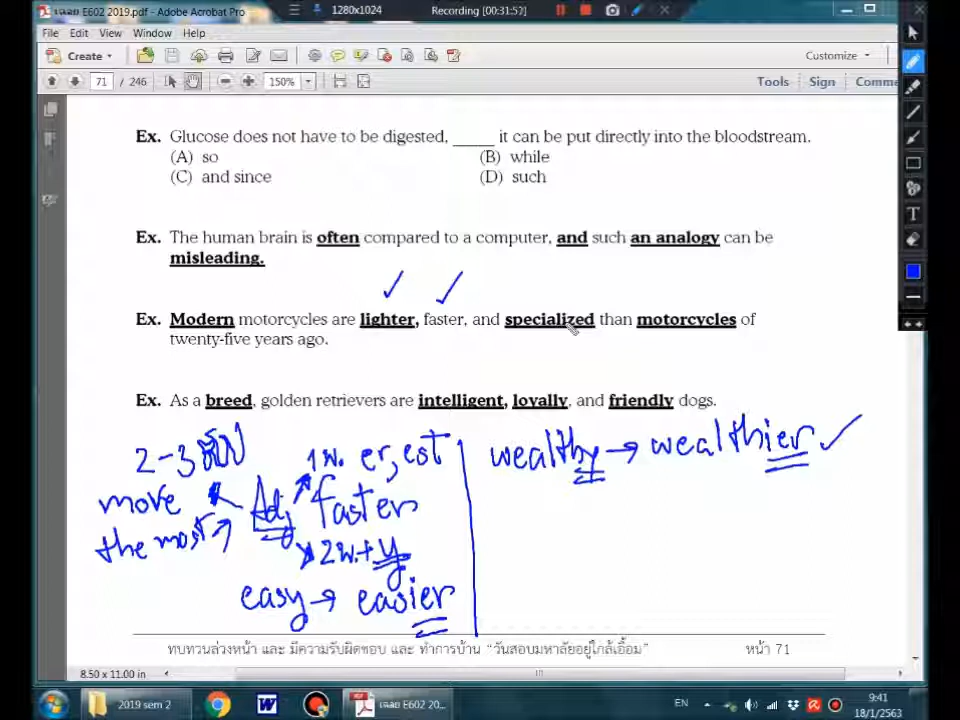 เฉลย E602 2019.pdf - Adobe Acrobat Pro
1280x1024
Recording [00:31:53]
File Edit View Window Help
Create
Customize
71 / 246
150%
Tools Sign Comme
Ex. Glucose does not have to be digested, _____ it can be put directly into the bloodstream.
(A) so (B) while
(C) and since (D) such
Ex. The human brain is often compared to a computer, and such an analogy can be
misleading.
Ex. Modern motorcycles are lighter, faster, and specialized than motorcycles of
twenty-five years ago.
Ex. As a breed, golden retrievers are intelligent, loyally, and friendly dogs.
2-3
1พ. er, est
wealthy → wealthier ✓
move
Adj
faster
the most
2พ.+y
easy → easier
ทบทวนล่วงหน้า และ มีความรับผิดชอบ และ ทำการบ้าน "วันสอบมหาลัยอยู่ใกล้เอื้อม" หน้า 71
8.50 x 11.00 in
2019 sem 2
เฉลย E602 20...
EN
9:41
18/1/2563